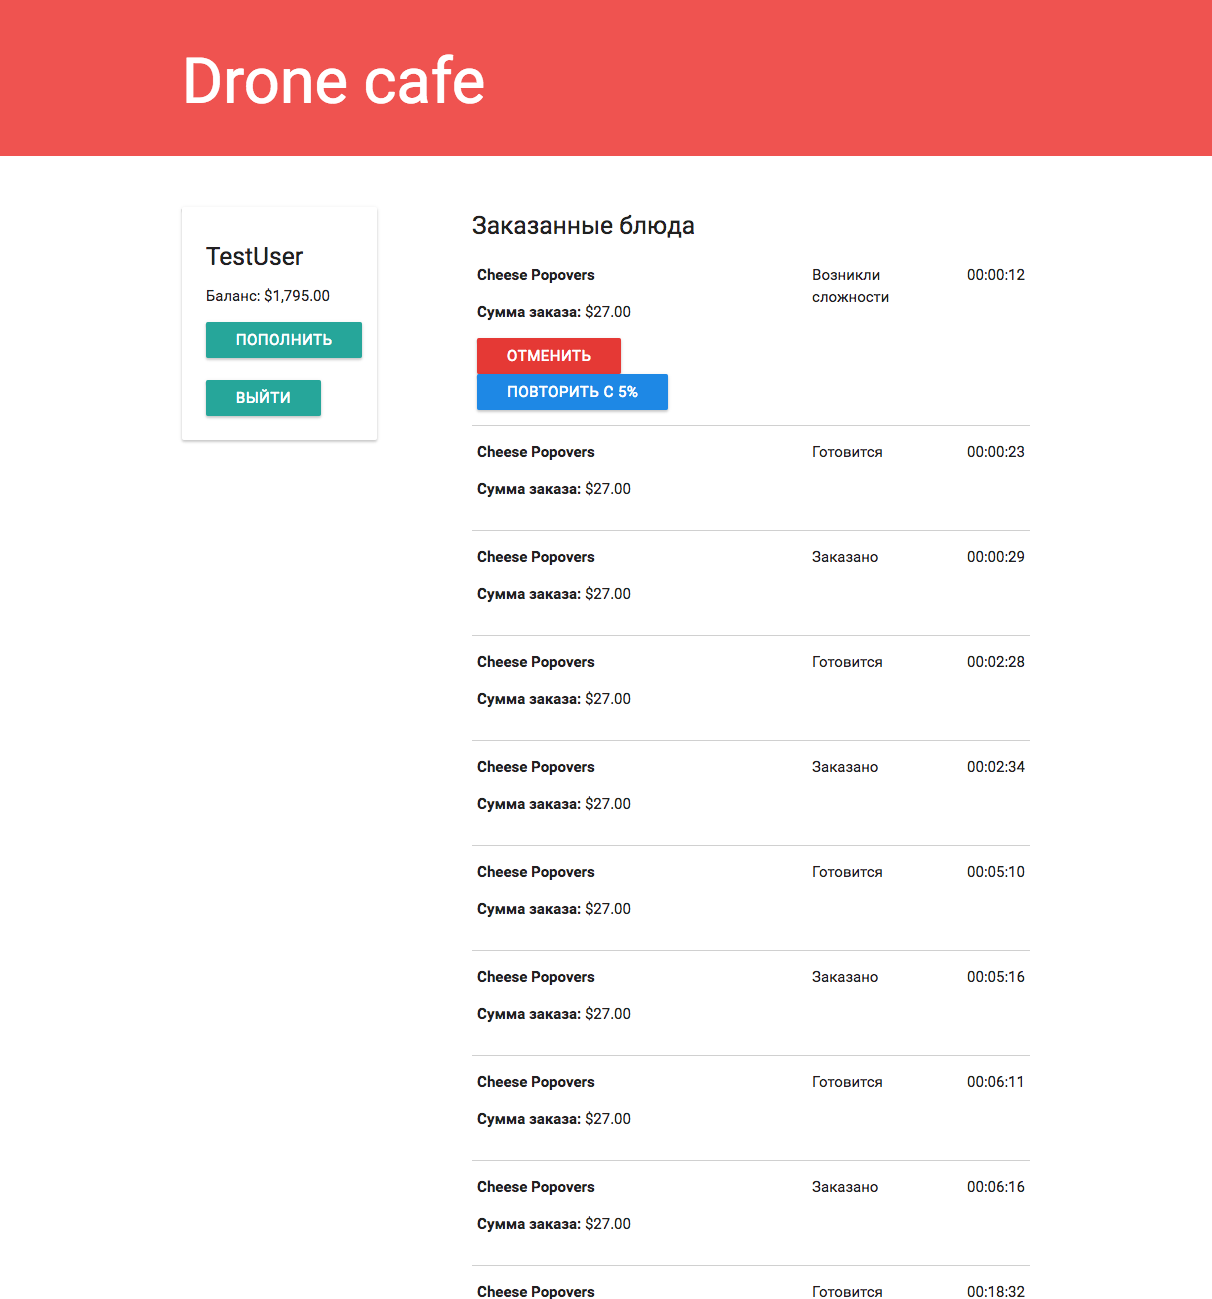 Drone cafe
TestUser
Баланс: $1,795.00
ПОПОЛНИТЬ
ВЫЙТИ
Заказанные блюда
Cheese Popovers Возникли 00:00:12
сложности
Сумма заказа: $27.00
ОТМЕНИТЬ
ПОВТОРИТЬ С 5%
Cheese Popovers Готовится 00:00:23
Сумма заказа: $27.00
Cheese Popovers Заказано 00:00:29
Сумма заказа: $27.00
Cheese Popovers Готовится 00:02:28
Сумма заказа: $27.00
Cheese Popovers Заказано 00:02:34
Сумма заказа: $27.00
Cheese Popovers Готовится 00:05:10
Сумма заказа: $27.00
Cheese Popovers Заказано 00:05:16
Сумма заказа: $27.00
Cheese Popovers Готовится 00:06:11
Сумма заказа: $27.00
Cheese Popovers Заказано 00:06:16
Сумма заказа: $27.00
Cheese Popovers Готовится 00:18:32